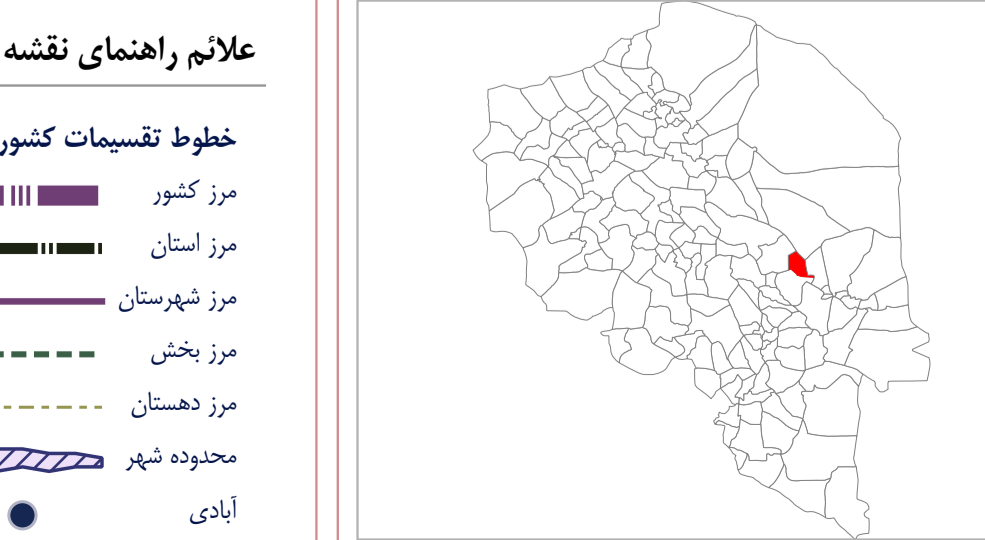 علائم راهنمای نقشه
خطوط تقسیمات کشور
مرز کشور
مرز استان
مرز شهرستان
مرز بخش
مرز دهستان
محدوده شهر
آبادی